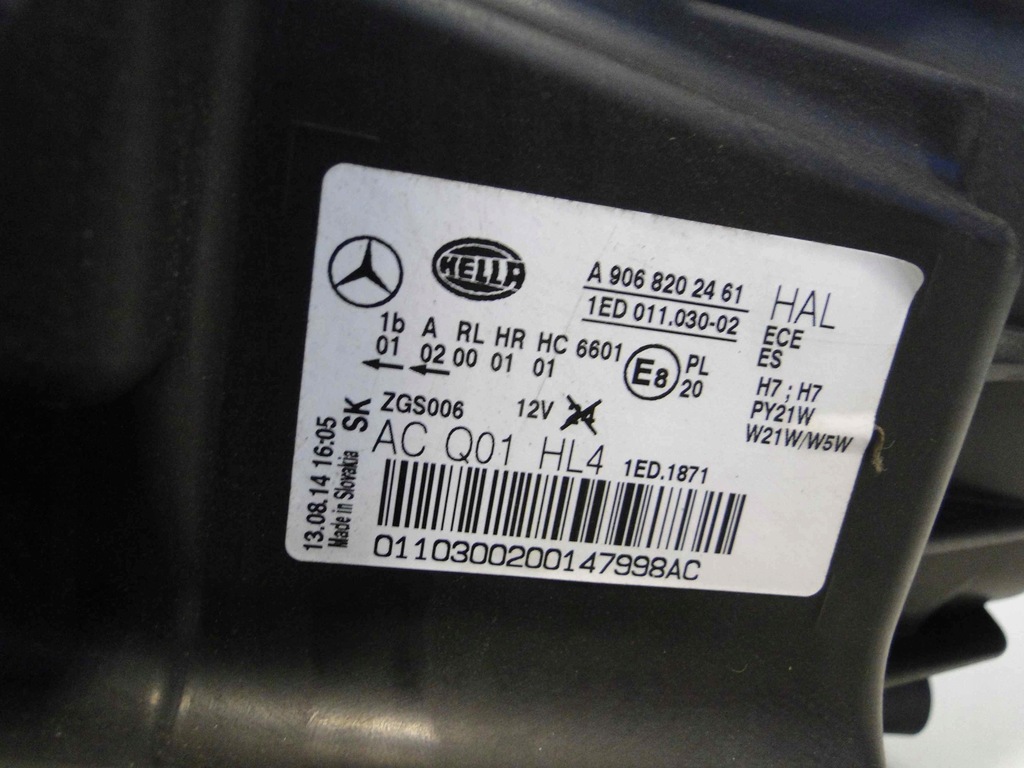 HELLA
A 906 820 24 61
1ED 011.030-02
HAL
ECE
ES
1b A RL HR HC 6601
01 02 00 01 01
E8
PL
20
H7 ; H7
PY21W
W21W/W5W
ZGS006 12V 24
AC Q01 HL4 1ED.1871
SK
13.08.14 16:05
Made in Slovakia
0110300200147998AC